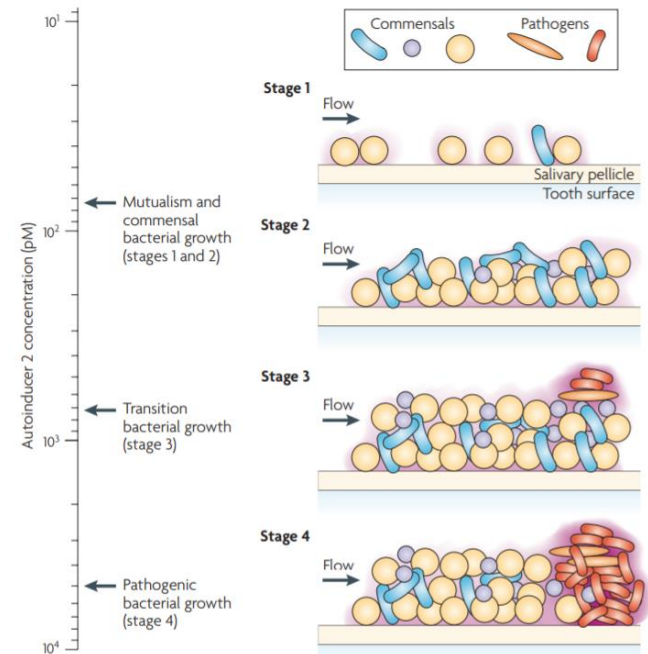 10¹
Commensals
Pathogens
Stage 1
Flow
Salivary pellicle
Tooth surface
Mutualism and
commensal
bacterial growth
(stages 1 and 2)
10²
Stage 2
Flow
Autoinducer 2 concentration (pM)
Stage 3
Flow
Transition
bacterial growth
(stage 3)
10³
Stage 4
Flow
Pathogenic
bacterial growth
(stage 4)
10⁴